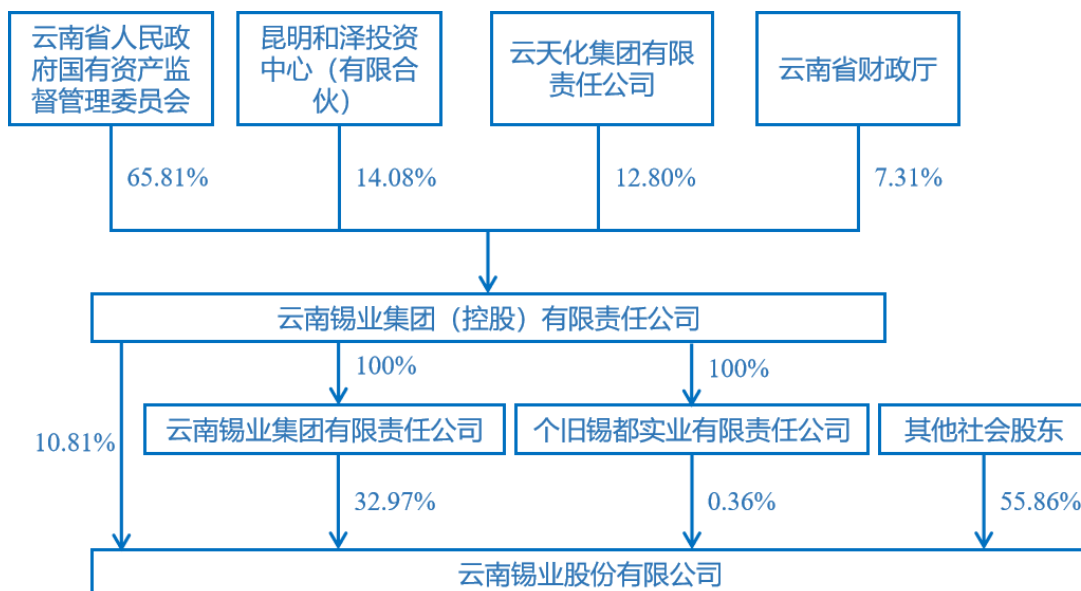 云南省人民政
府国有资产监
督管理委员会
昆明和泽投资
中心（有限合
伙）
云天化集团有限
责任公司
云南省财政厅
65.81%
14.08%
12.80%
7.31%
云南锡业集团（控股）有限责任公司
100%
100%
云南锡业集团有限责任公司
个旧锡都实业有限责任公司
其他社会股东
10.81%
32.97%
0.36%
55.86%
云南锡业股份有限公司